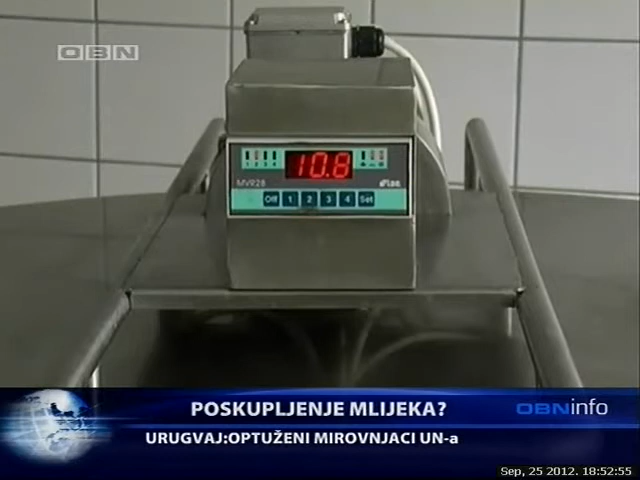 OBN
10.8
MVR28
Off 1 2 3 4 Set
POSKUPLJENJE MLIJEKA?
OBNinfo
URUGVAJ:OPTUŽENI MIROVNJACI UN-a
Sep, 25 2012. 18:52:55